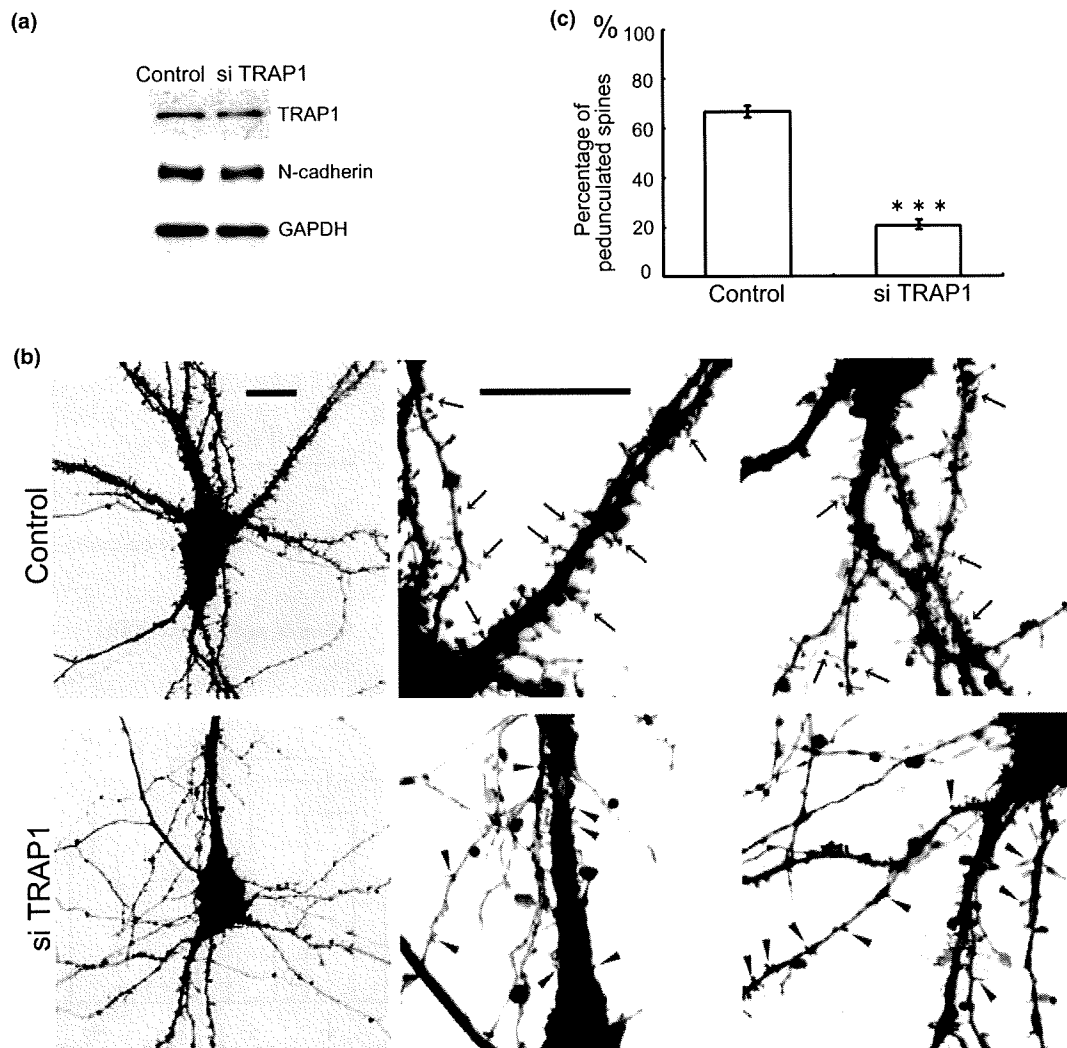 (a)
Control si TRAP1
TRAP1
N-cadherin
GAPDH
(c)
%
100
80
60
40
20
0
Percentage of
pedunculated spines
* * *
Control
si TRAP1
(b)
Control
si TRAP1